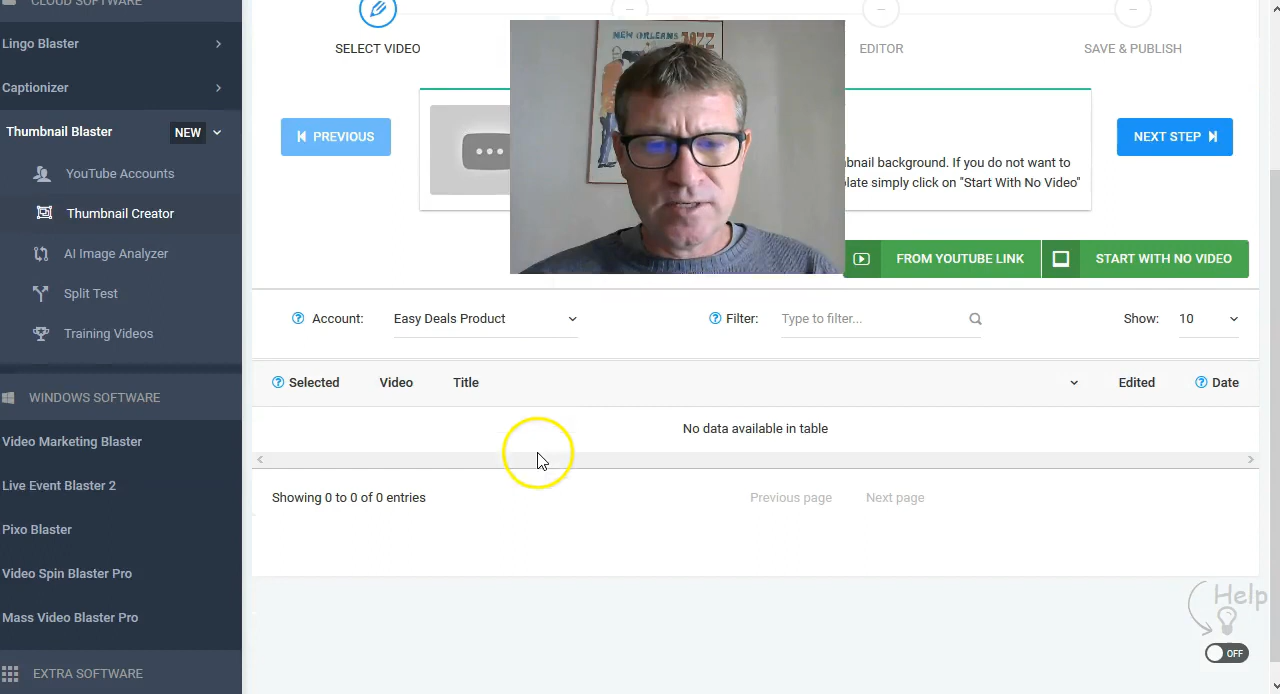 CLOUD SOFTWARE
Lingo Blaster
Captionizer
Thumbnail Blaster NEW
YouTube Accounts
Thumbnail Creator
AI Image Analyzer
Split Test
Training Videos
WINDOWS SOFTWARE
Video Marketing Blaster
Live Event Blaster 2
Pixo Blaster
Video Spin Blaster Pro
Mass Video Blaster Pro
EXTRA SOFTWARE
SELECT VIDEO
EDITOR
SAVE & PUBLISH
NEW ORLEANS
JAZZ
PREVIOUS
NEXT STEP
bnail background. If you do not want to
late simply click on "Start With No Video"
FROM YOUTUBE LINK
START WITH NO VIDEO
Account: Easy Deals Product
Filter: Type to filter...
Show: 10
Selected Video Title Edited Date
No data available in table
Showing 0 to 0 of 0 entries
Previous page Next page
Help
OFF